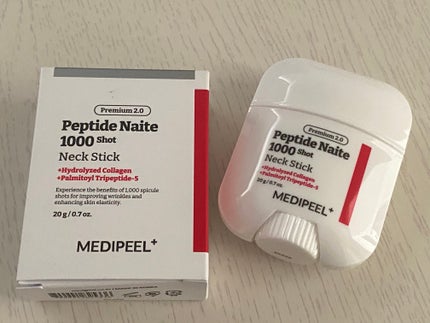 Premium 2.0
Peptide Naite
1000 Shot
Neck Stick
+Hydrolyzed Collagen
+Palmitoyl Tripeptide-5
Experience the benefits of 1,000 spicule
shots for improving wrinkles and
enhancing skin elasticity.
20 g / 0.7 oz.
MEDIPEEL+
Premium 2.0
Peptide Naite
1000 Shot
Neck Stick
+Hydrolyzed Collagen
+Palmitoyl Tripeptide-5
20 g / 0.7 oz.
MEDIPEEL+